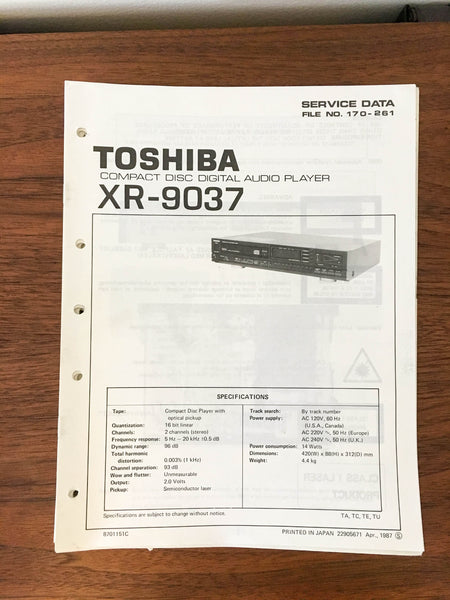 SERVICE DATA
FILE NO. 170-261
TOSHIBA
COMPACT DISC DIGITAL AUDIO PLAYER
XR-9037
SPECIFICATIONS
Tape: Compact Disc Player with
optical pickup
Quantization: 16 bit linear
Channels: 2 channels (stereo)
Frequency response: 5 Hz ~ 20 kHz ±0.5 dB
Dynamic range: 96 dB
Total harmonic
distortion: 0.003% (1 kHz)
Channel separation: 93 dB
Wow and flutter: Unmeasurable
Output: 2.0 Volts
Pickup: Semiconductor laser
Track search: By track number
Power supply: AC 120V, 60 Hz
(U.S.A., Canada)
AC 220V ~, 50 Hz (Europe)
AC 240V ~, 50 Hz (U.K.)
Power consumption: 14 Watts
Dimensions: 420(W) x 88(H) x 312(D) mm
Weight: 4.4 kg
Specifications are subject to change without notice.
TA, TC, TE, TU
8701151C
PRINTED IN JAPAN 22905671 Apr., 1987 Ⓢ
CLASS 1 LASER
PRODUCT